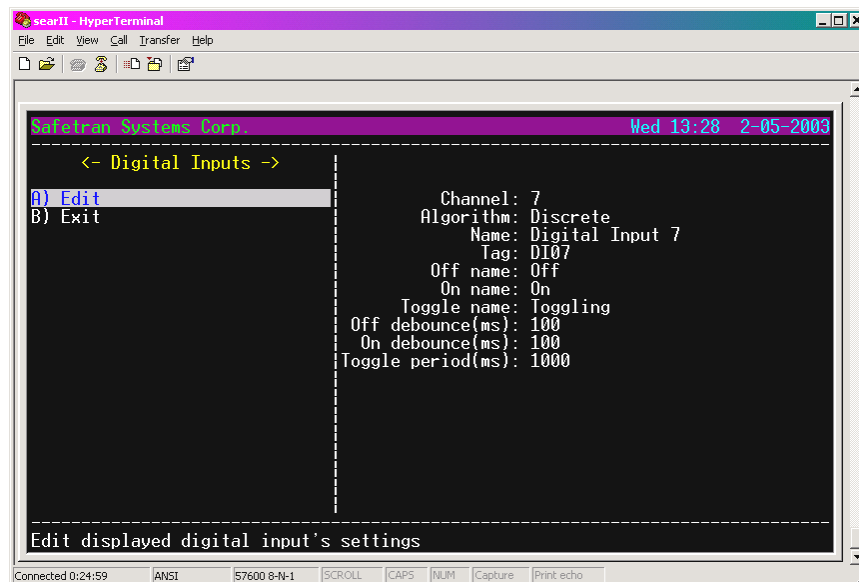 searII - HyperTerminal
File Edit View Call Transfer Help
Safetran Systems Corp. Wed 13:28 2-05-2003
<- Digital Inputs ->
A) Edit
B) Exit
Channel: 7
Algorithm: Discrete
Name: Digital Input 7
Tag: DI07
Off name: Off
On name: On
Toggle name: Toggling
Off debounce(ms): 100
On debounce(ms): 100
Toggle period(ms): 1000
Edit displayed digital input's settings
Connected 0:24:59 ANSI 57600 8-N-1 SCROLL CAPS NUM Capture Print echo